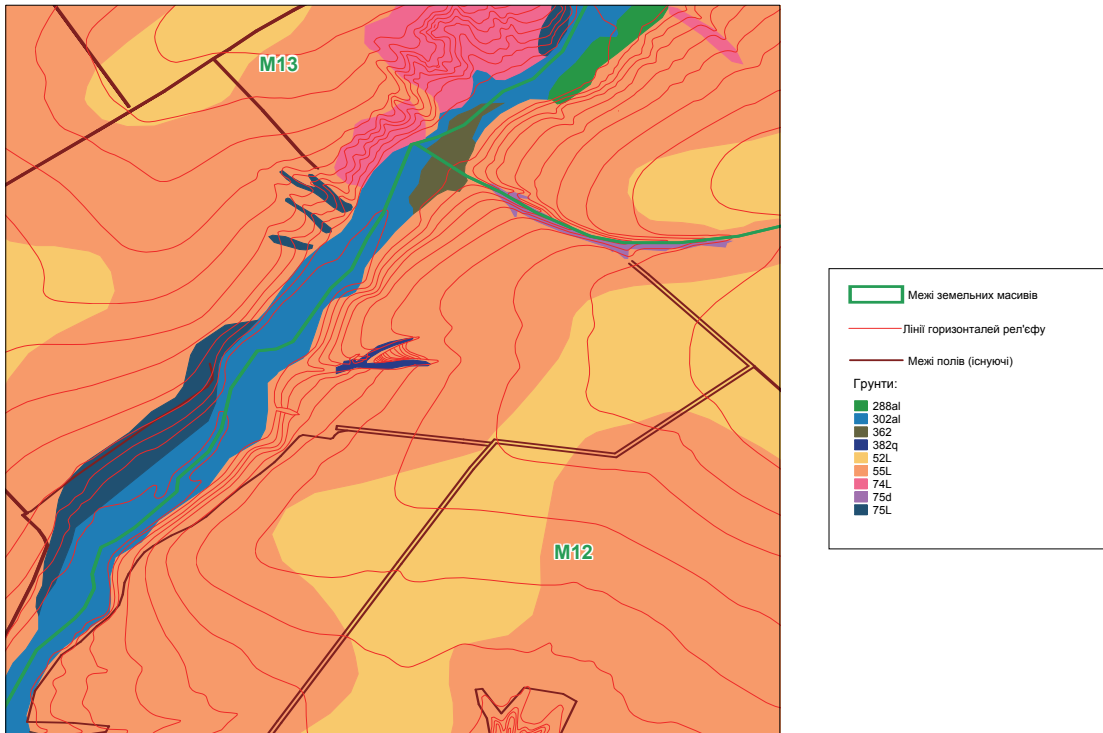 M13
M12
Межі земельних масивів
Лінії горизонталей рел'єфу
Межі полів (існуючі)
Грунти:
288al
302al
362
382q
52L
55L
74L
75d
75L